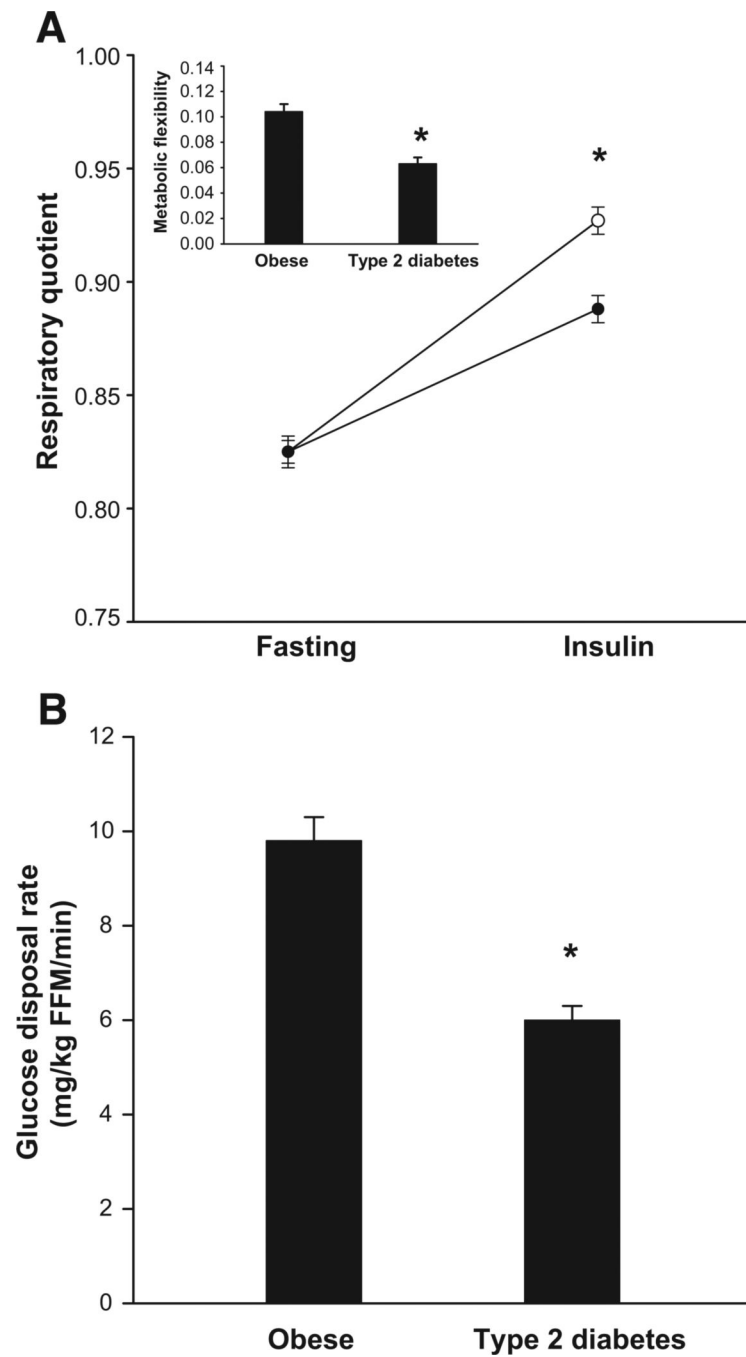 A
1.00
0.95
0.90
0.85
0.80
0.75
Respiratory quotient
0.14
0.12
0.10
0.08
0.06
0.04
0.02
0.00
Metabolic flexibility
*
Obese
Type 2 diabetes
*
Fasting
Insulin
B
12
10
8
6
4
2
0
Glucose disposal rate
(mg/kg FFM/min)
*
Obese
Type 2 diabetes